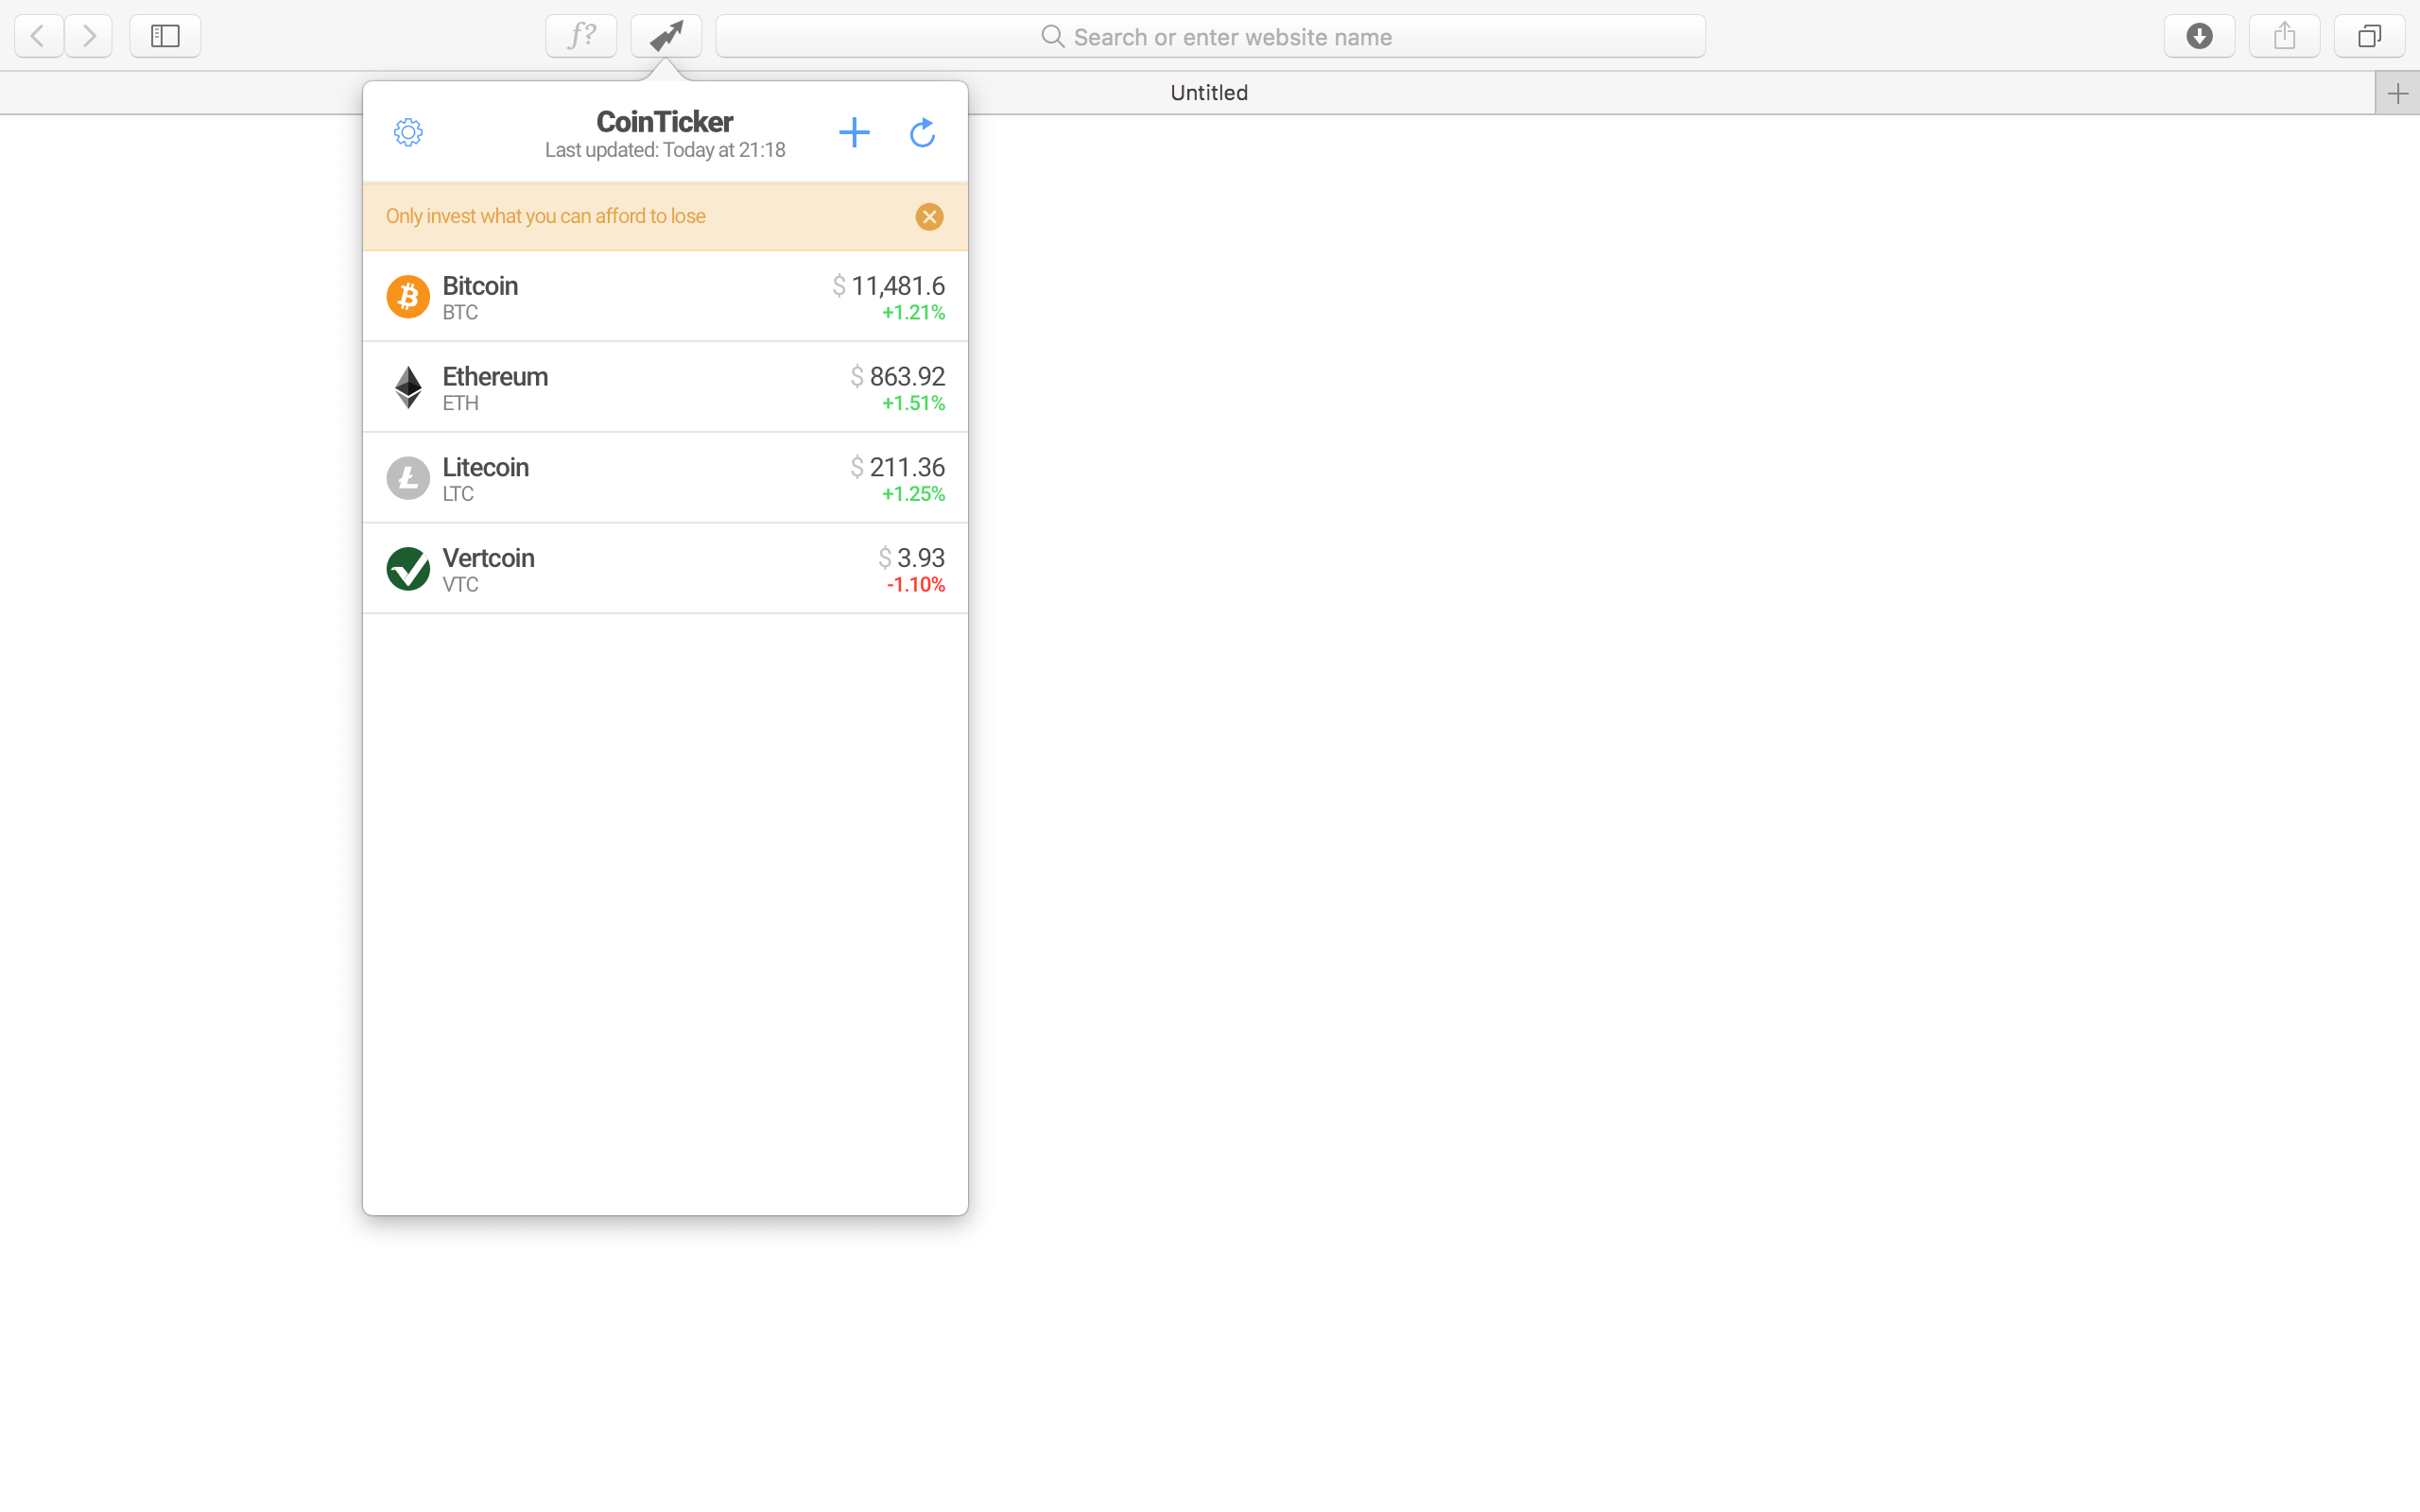 f?
Search or enter website name
Untitled
CoinTicker
Last updated: Today at 21:18
Only invest what you can afford to lose
Bitcoin
$ 11,481.6
BTC
+1.21%
Ethereum
$ 863.92
ETH
+1.51%
Litecoin
$ 211.36
LTC
+1.25%
Vertcoin
$ 3.93
VTC
-1.10%